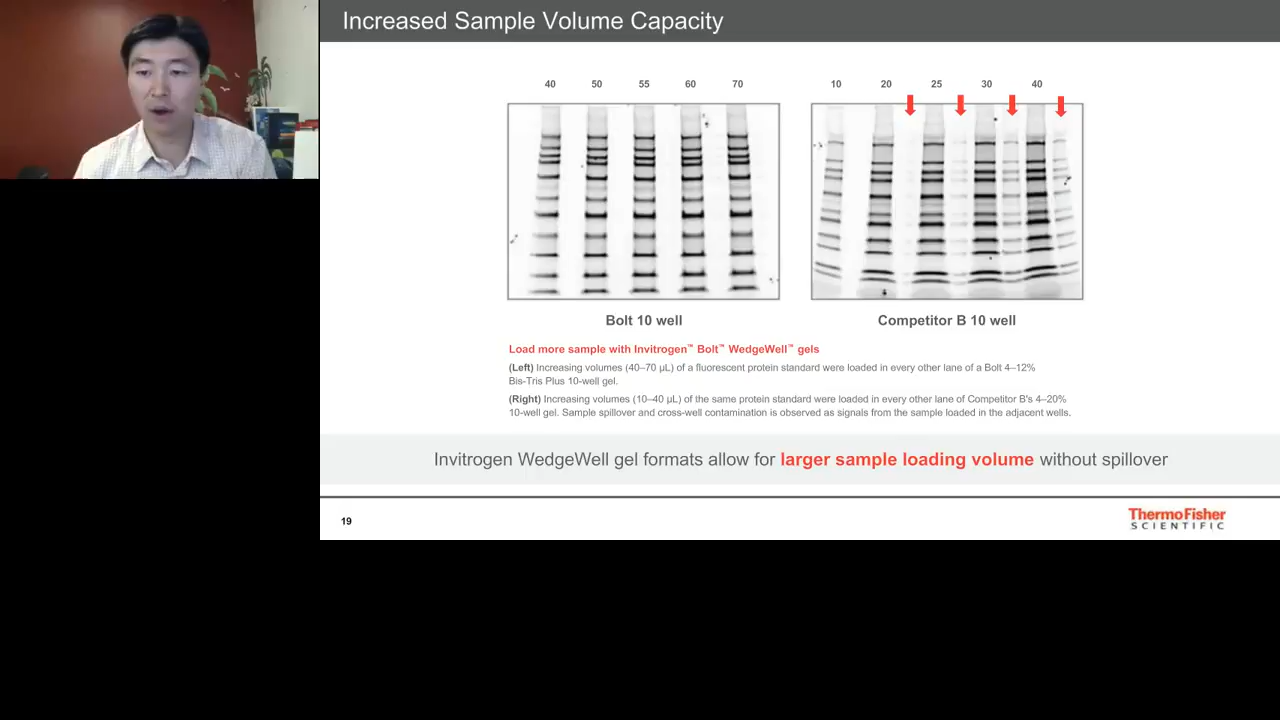 Increased Sample Volume Capacity
40 50 55 60 70
10 20 25 30 40
Bolt 10 well
Competitor B 10 well
Load more sample with Invitrogen™ Bolt™ WedgeWell™ gels
(Left) Increasing volumes (40–70 µL) of a fluorescent protein standard were loaded in every other lane of a Bolt 4–12%
Bis-Tris Plus 10-well gel.
(Right) Increasing volumes (10–40 µL) of the same protein standard were loaded in every other lane of Competitor B's 4–20%
10-well gel. Sample spillover and cross-well contamination is observed as signals from the sample loaded in the adjacent wells.
Invitrogen WedgeWell gel formats allow for larger sample loading volume without spillover
19
ThermoFisher
SCIENTIFIC